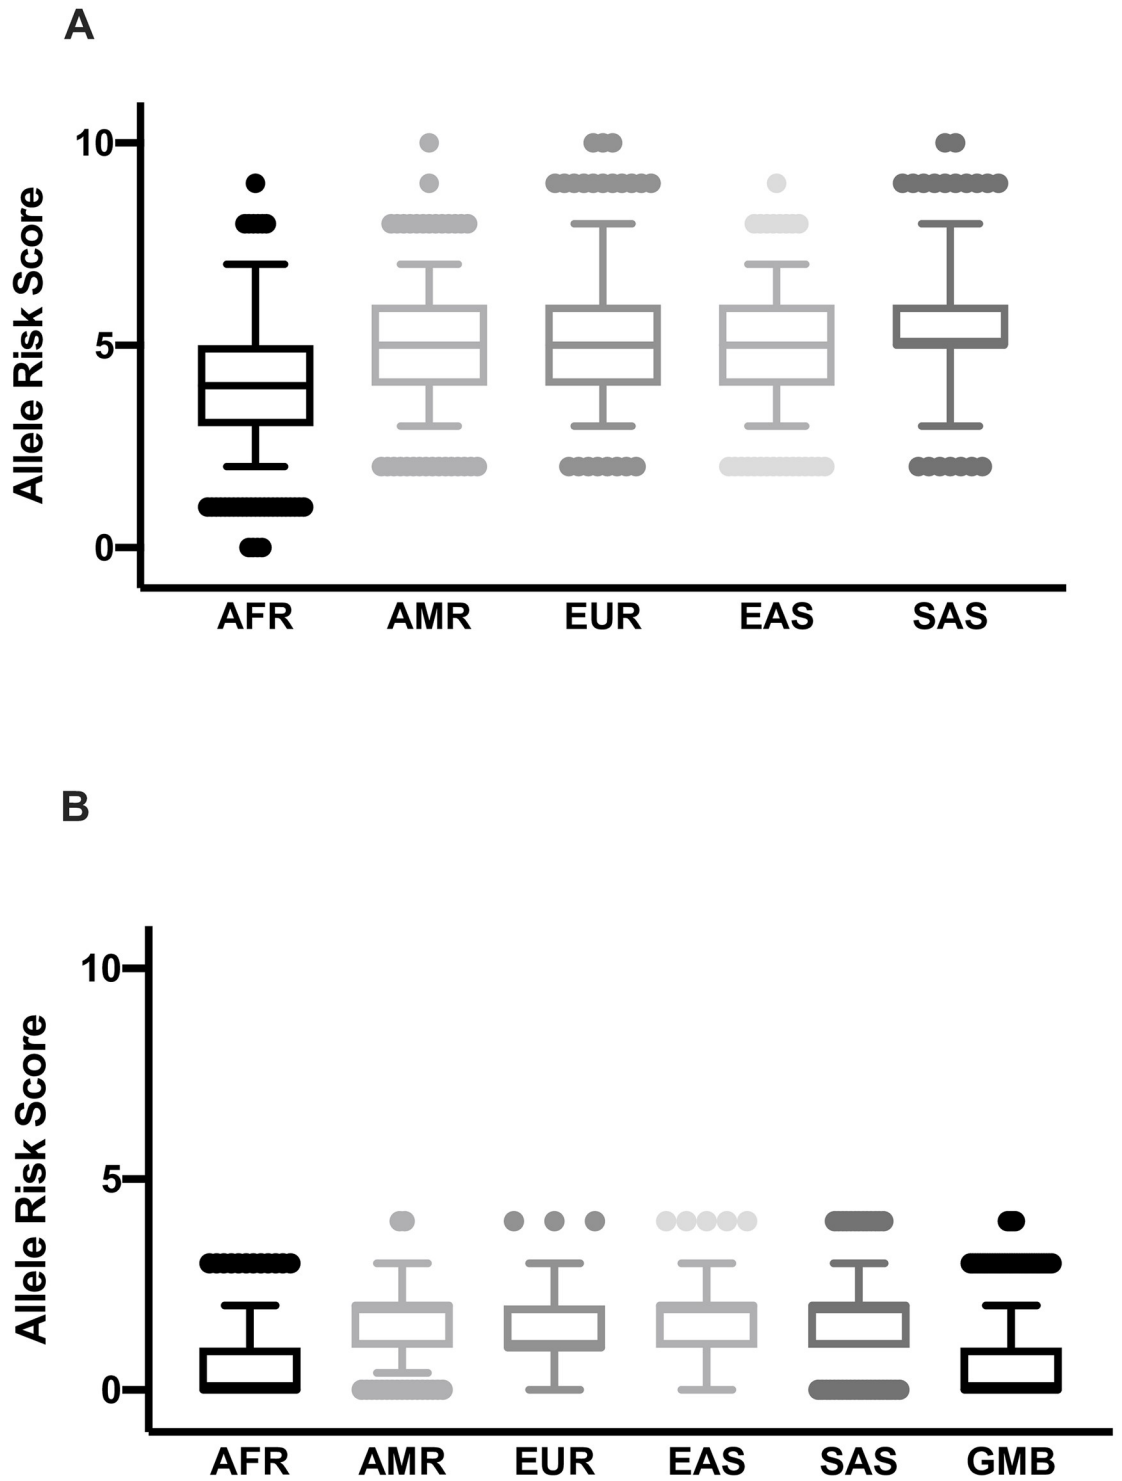 A
Allele Risk Score
10
5
0
AFR AMR EUR EAS SAS
B
Allele Risk Score
10
5
0
AFR AMR EUR EAS SAS GMB